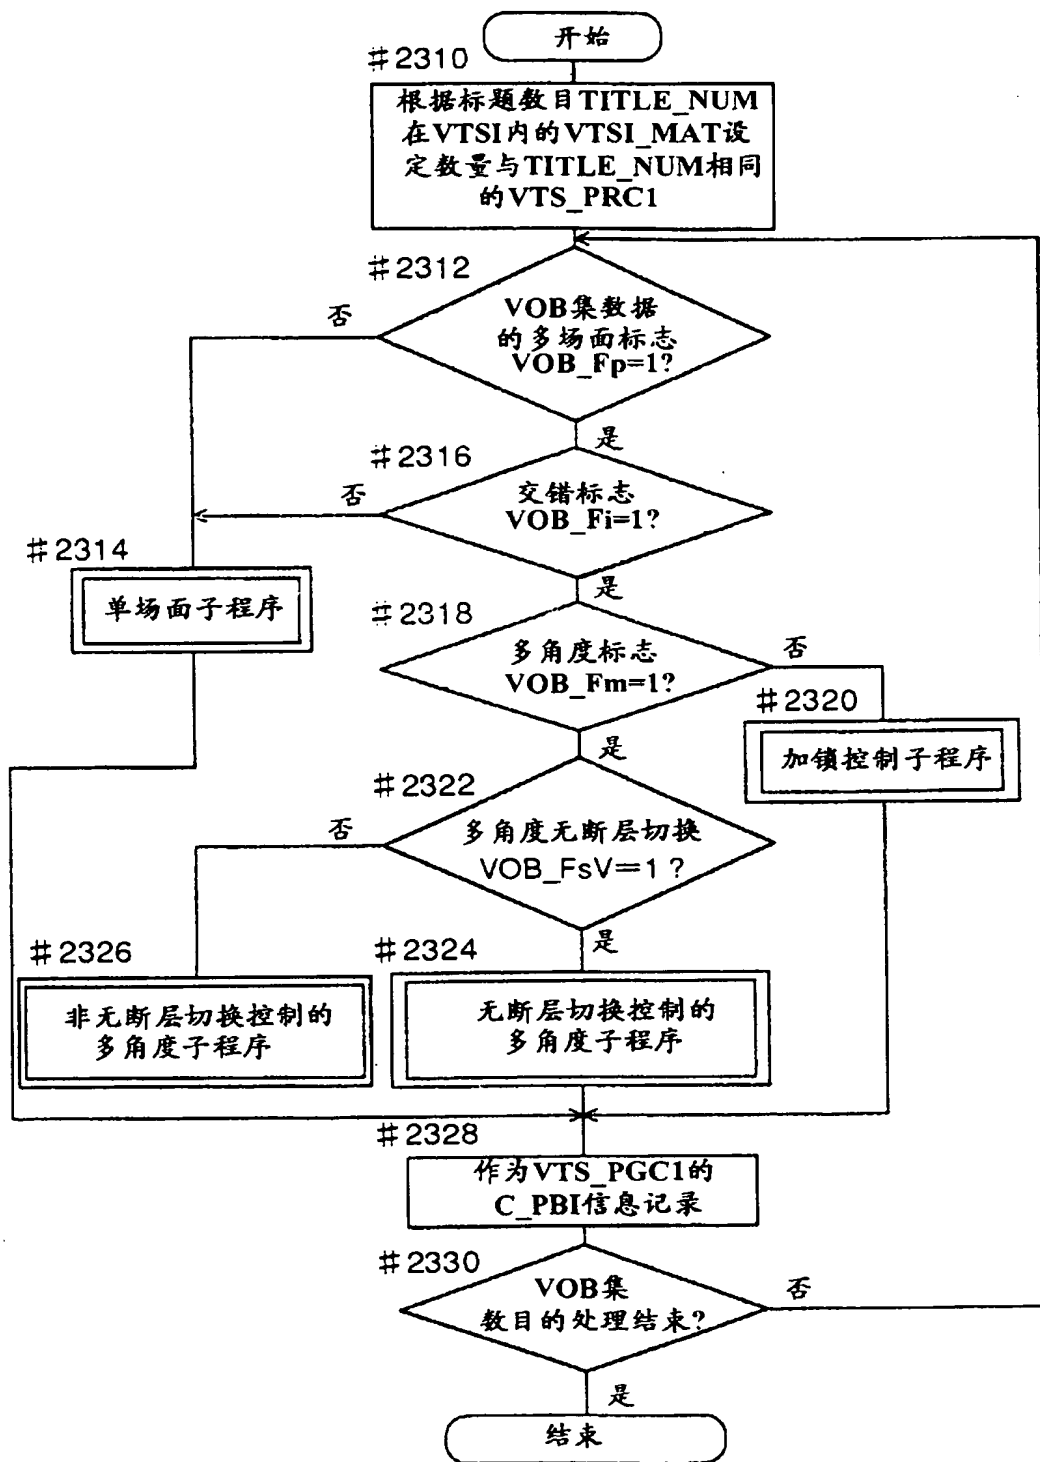 开始
#2310
根据标题数目TITLE_NUM
在VTSI内的VTSI_MAT设
定数量与TITLE_NUM相同
的VTS_PRC1
#2312
否
VOB集数据
的多场面标志
VOB_Fp=1?
是
#2316
否
交错标志
VOB_Fi=1?
#2314
是
单场面子程序
#2318
多角度标志
VOB_Fm=1?
否
#2320
是
加锁控制子程序
#2322
否
多角度无断层切换
VOB_FsV=1?
是
#2326
#2324
非无断层切换控制的
多角度子程序
无断层切换控制的
多角度子程序
#2328
作为VTS_PGC1的
C_PBI信息记录
#2330
VOB集
数目的处理结束?
否
是
结束